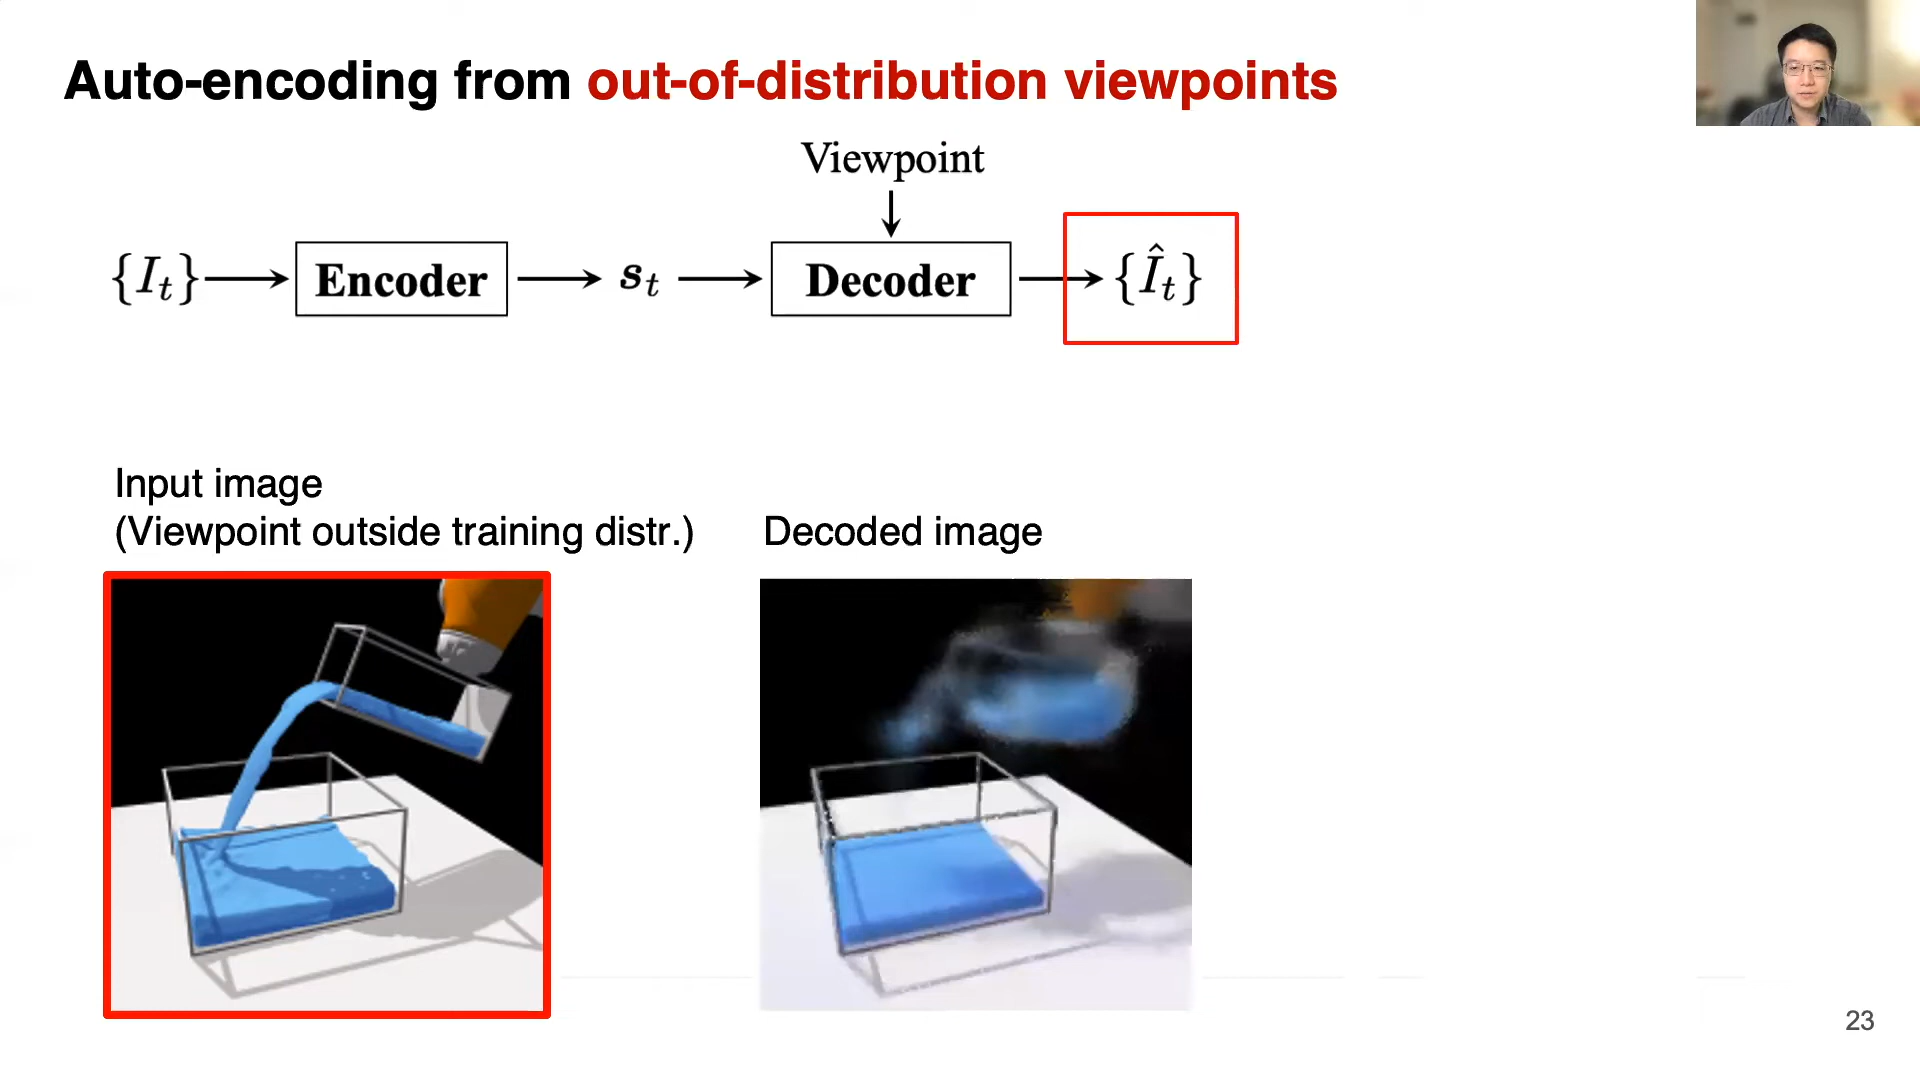 Auto-encoding from out-of-distribution viewpoints
Viewpoint
{I_t} Encoder s_t Decoder {Î_t}
Input image
(Viewpoint outside training distr.)
Decoded image
23